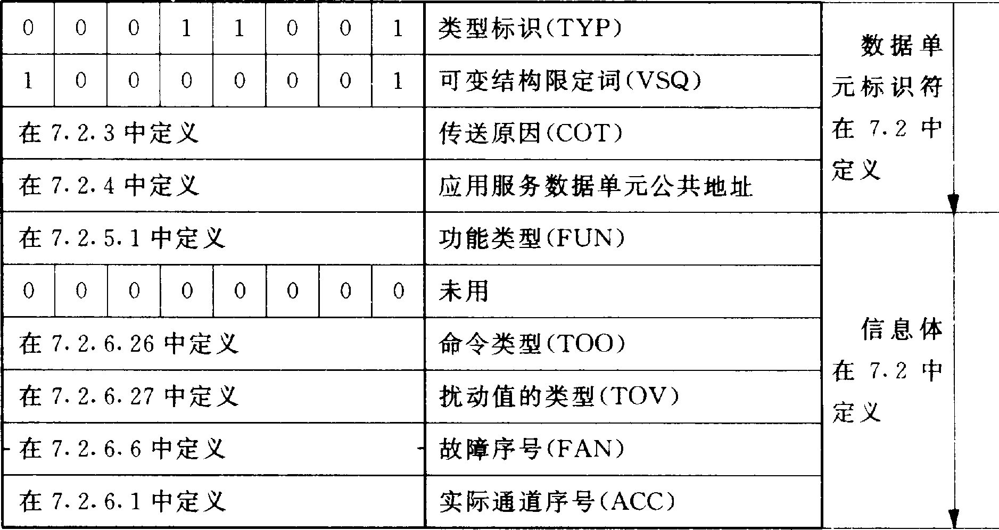 0 0 0 1 1 0 0 1 类型标识(TYP)
1 0 0 0 0 0 0 1 可变结构限定词(VSQ)
在 7.2.3 中定义 传送原因(COT)
在 7.2.4 中定义 应用服务数据单元公共地址
数据单
元标识符
在 7.2 中
定义
在 7.2.5.1 中定义 功能类型(FUN)
0 0 0 0 0 0 0 0 未用
在 7.2.6.26 中定义 命令类型(TOO)
在 7.2.6.27 中定义 扰动值的类型(TOV)
在 7.2.6.6 中定义 故障序号(FAN)
在 7.2.6.1 中定义 实际通道序号(ACC)
信息体
在 7.2 中
定义